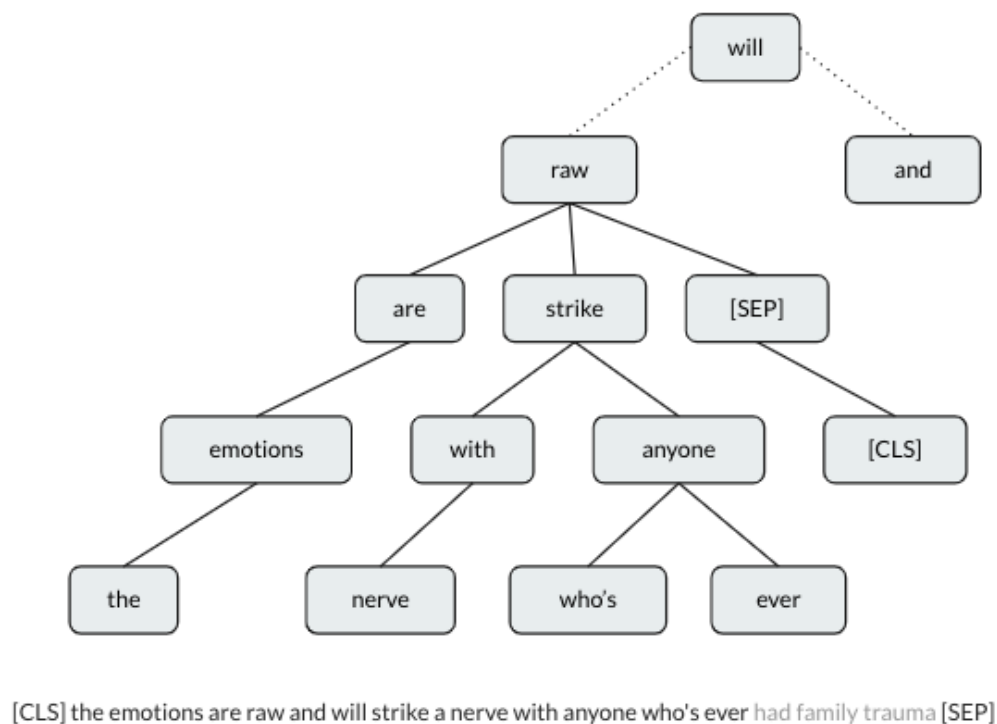 will
raw and
are strike [SEP]
emotions with anyone [CLS]
the nerve who’s ever
[CLS] the emotions are raw and will strike a nerve with anyone who's ever had family trauma [SEP]